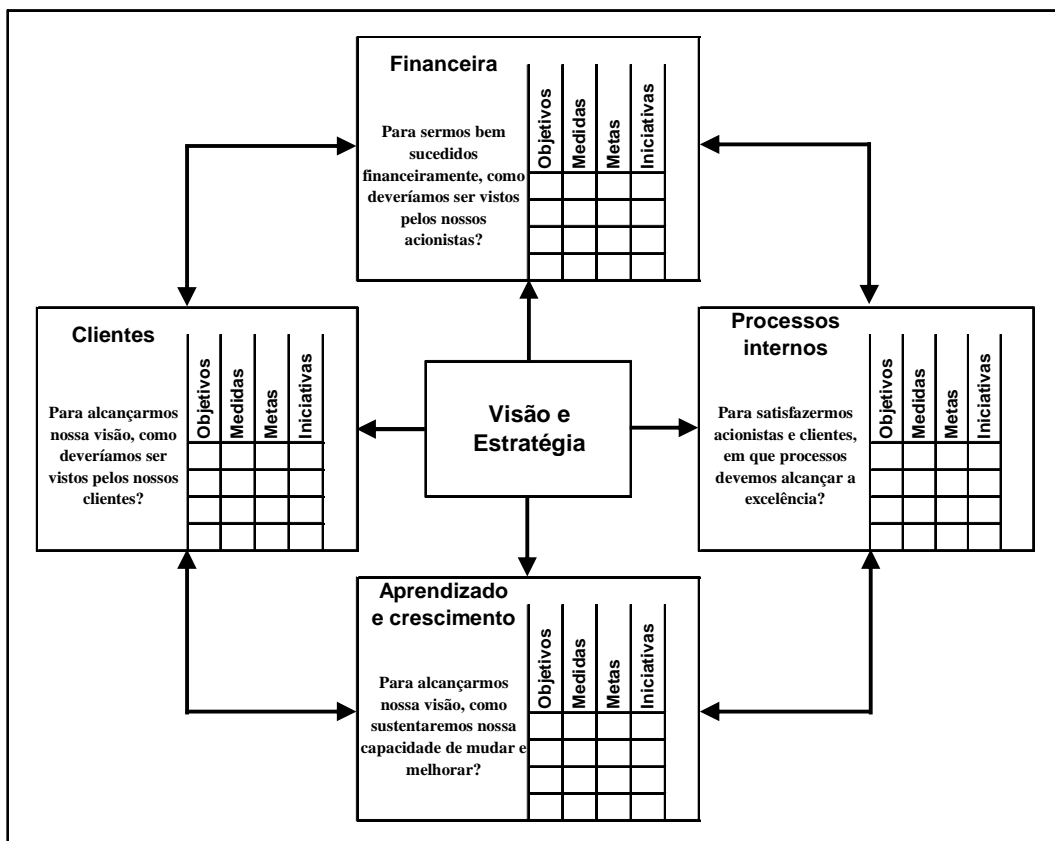 Financeira
Para sermos bem
sucedidos
financeiramente, como
deveríamos ser vistos
pelos nossos
acionistas?
Objetivos
Medidas
Metas
Iniciativas
Clientes
Para alcançarmos
nossa visão, como
deveríamos ser
vistos pelos nossos
clientes?
Objetivos
Medidas
Metas
Iniciativas
Visão e
Estratégia
Processos
internos
Para satisfazermos
acionistas e clientes,
em que processos
devemos alcançar a
excelência?
Objetivos
Medidas
Metas
Iniciativas
Aprendizado
e crescimento
Para alcançarmos
nossa visão, como
sustentaremos nossa
capacidade de mudar e
melhorar?
Objetivos
Medidas
Metas
Iniciativas